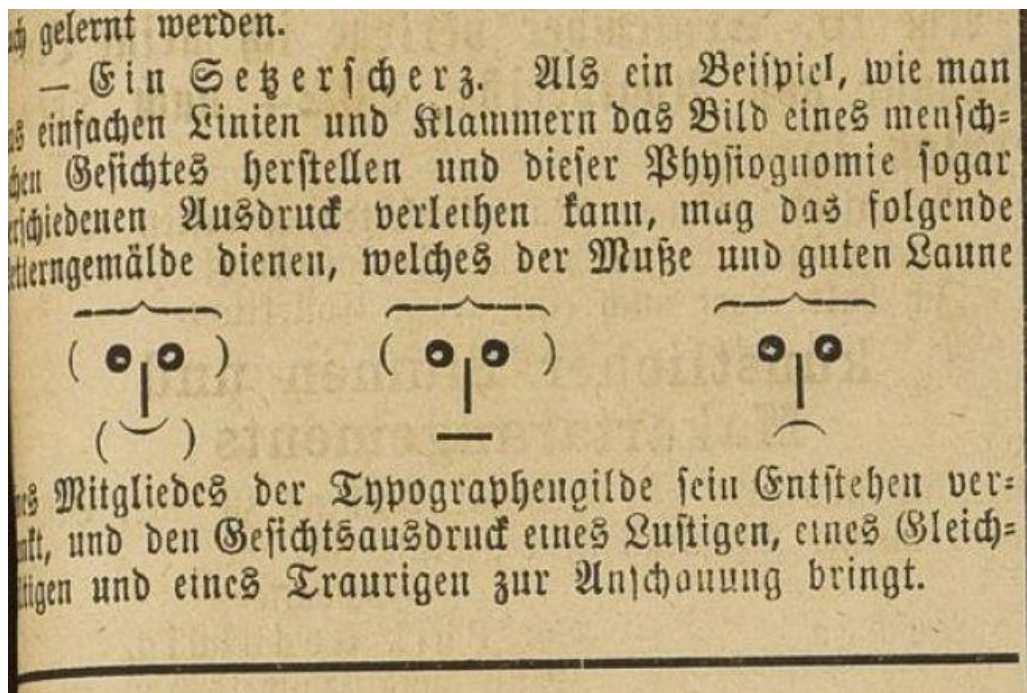 gelernt werden.
— Ein Setzerscherz. Als ein Beispiel, wie man
einfachen Linien und Klammern das Bild eines mensch-
Gesichtes herstellen und dieser Physiognomie sogar
verschiedenen Ausdruck verleihen kann, mag das folgende
Letterngemälde dienen, welches der Muße und guten Laune
Mitgliedes der Typographengilde sein Entstehen ver-
und den Gesichtsausdruck eines Lustigen, eines Gleich-
und eines Traurigen zur Anschauung bringt.